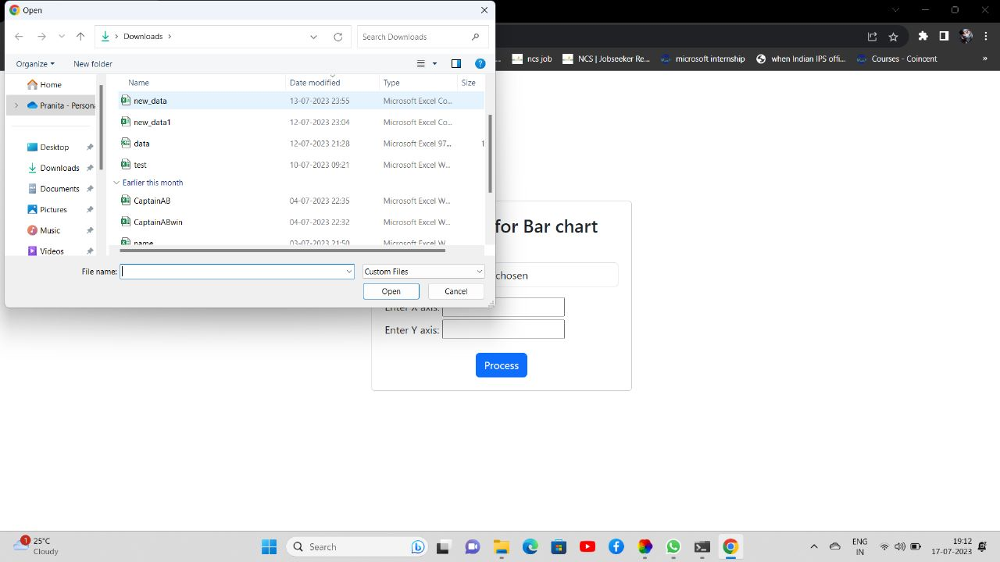 Open
Downloads
Search Downloads
ncs job
NCS | Jobseeker Re...
microsoft internship
when Indian (P3 gl...
Courses - Coincent
»
Organize
New folder
Name
Date modified
Type
Size
Home
Pranita - Persona
Desktop
Downloads
Documents
Pictures
Music
Videos
new_data 13-07-2023 23:55 Microsoft Excel Co...
new_data1 12-07-2023 23:04 Microsoft Excel Co...
data 12-07-2023 21:28 Microsoft Excel 97... 1
test 10-07-2023 09:21 Microsoft Excel W...
Earlier this month
CaptainAB 04-07-2023 22:35 Microsoft Excel W...
CaptainABwin 04-07-2023 22:32 Microsoft Excel W...
name 03-07-2023 21:50 Microsoft Excel W...
File name:
Custom Files
Open
Cancel
for Bar chart
chosen
Enter X axis:
Enter Y axis:
Process
1
25°C
Cloudy
Search
ENG
IN
19:12
17-07-2023